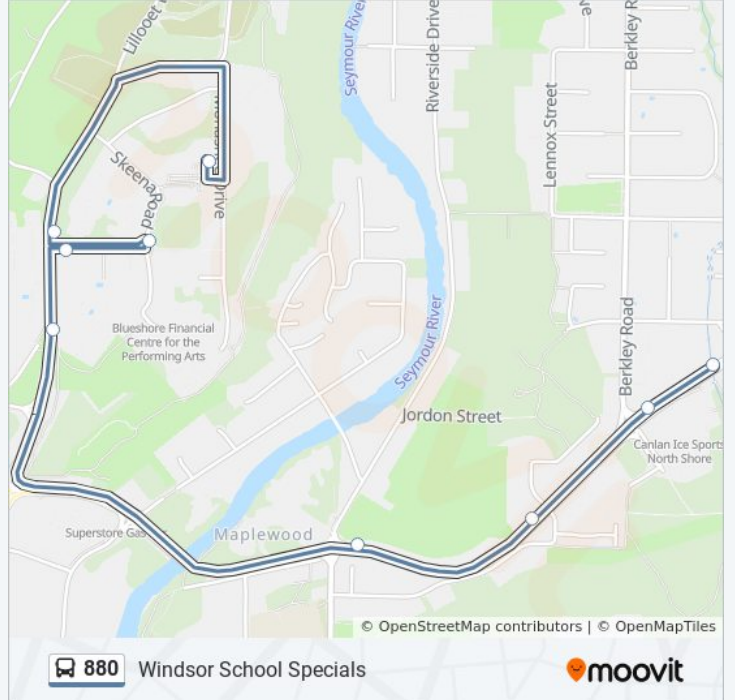 Lillooet
Seymour River
Riverside Drive
Berkley R
Lennox Street
Skeena Road
Drive
Blueshore Financial
Centre for the
Performing Arts
Seymour River
Berkley Road
Jordon Street
Canlan Ice Sports
North Shore
Superstore Gas
Maplewood
© OpenStreetMap contributors | © OpenMapTiles
880 Windsor School Specials
moovit